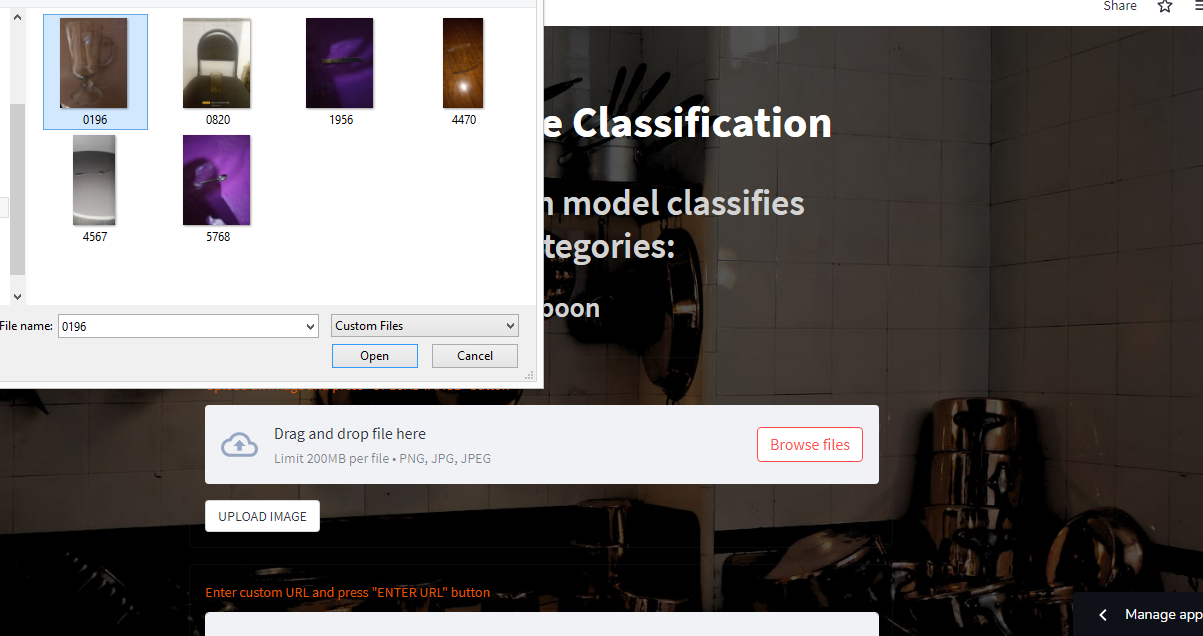 Share
0196
0820
1956
4470
4567
5768
File name:
0196
Custom Files
Open
Cancel
e Classification
model classifies
tegories:
poon
Drag and drop file here
Limit 200MB per file • PNG, JPG, JPEG
Browse files
UPLOAD IMAGE
Enter custom URL and press "ENTER URL" button
Manage app